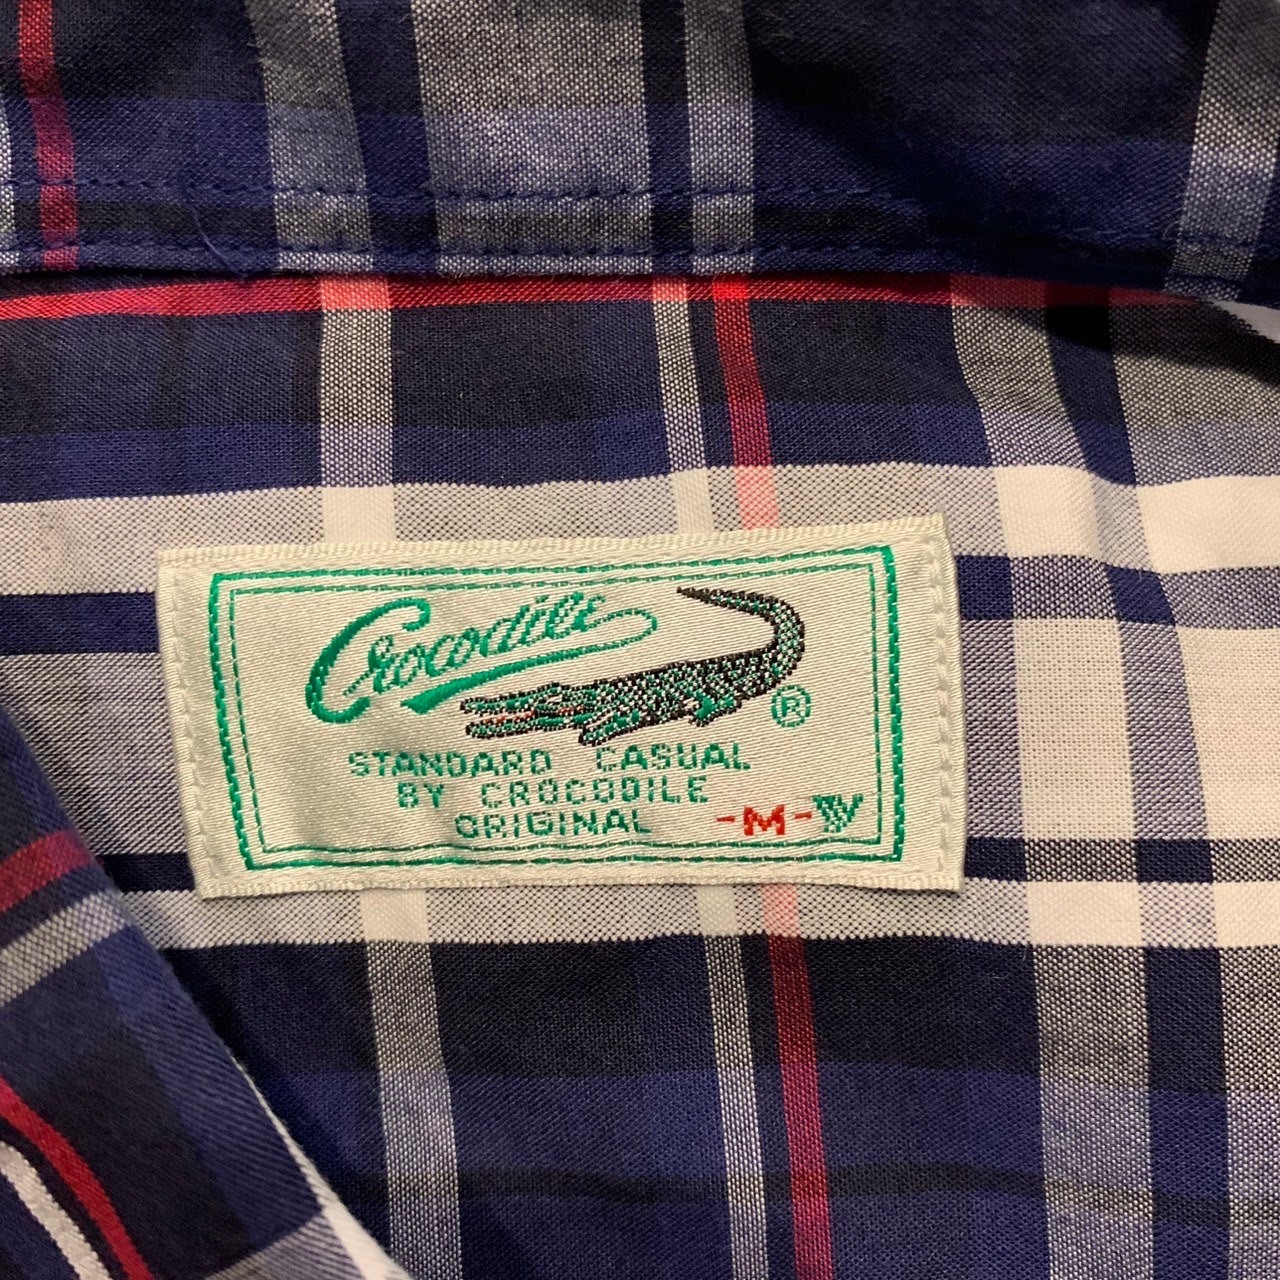 Crocodile
®
STANDARD CASUAL
BY CROCODILE
ORIGINAL -M-